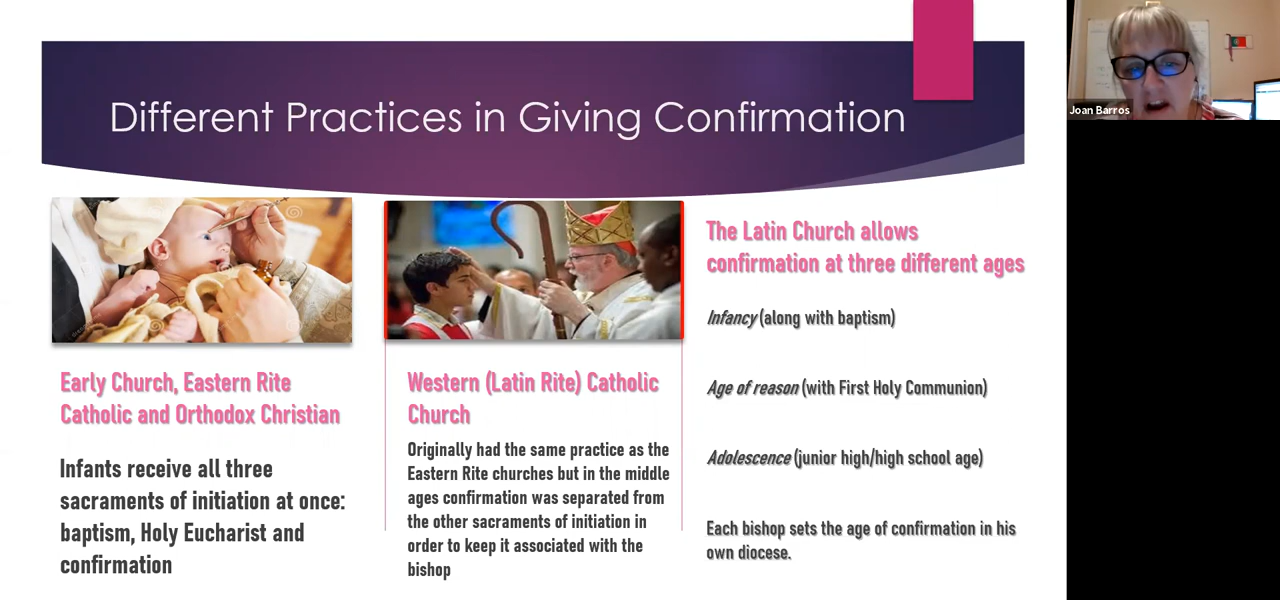 Different Practices in Giving Confirmation
Joan Barros
Early Church, Eastern Rite
Catholic and Orthodox Christian
Infants receive all three
sacraments of initiation at once:
baptism, Holy Eucharist and
confirmation
Western (Latin Rite) Catholic
Church
Originally had the same practice as the
Eastern Rite churches but in the middle
ages confirmation was separated from
the other sacraments of initiation in
order to keep it associated with the
bishop
The Latin Church allows
confirmation at three different ages
Infancy (along with baptism)
Age of reason (with First Holy Communion)
Adolescence (junior high/high school age)
Each bishop sets the age of confirmation in his
own diocese.